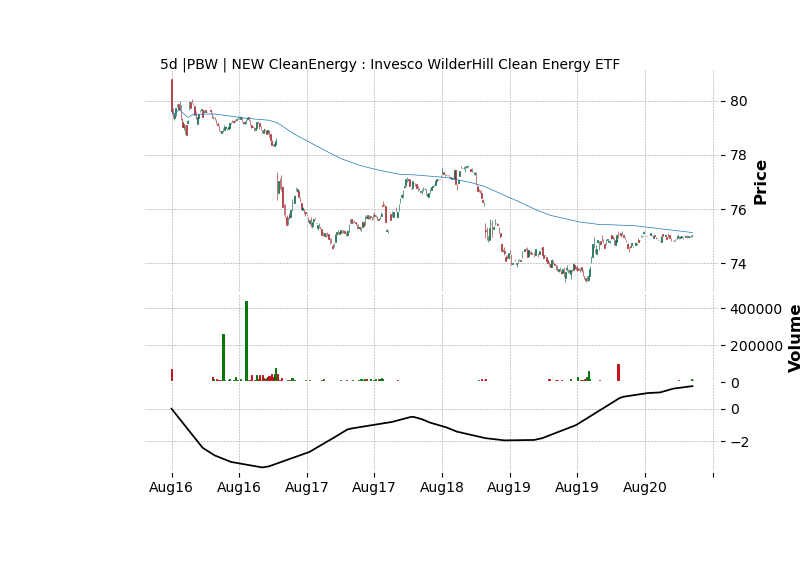 5d |PBW | NEW CleanEnergy : Invesco WilderHill Clean Energy ETF
80
78
76
74
Price
400000
200000
0
Volume
0
−2
Aug16 Aug16 Aug17 Aug17 Aug18 Aug19 Aug19 Aug20